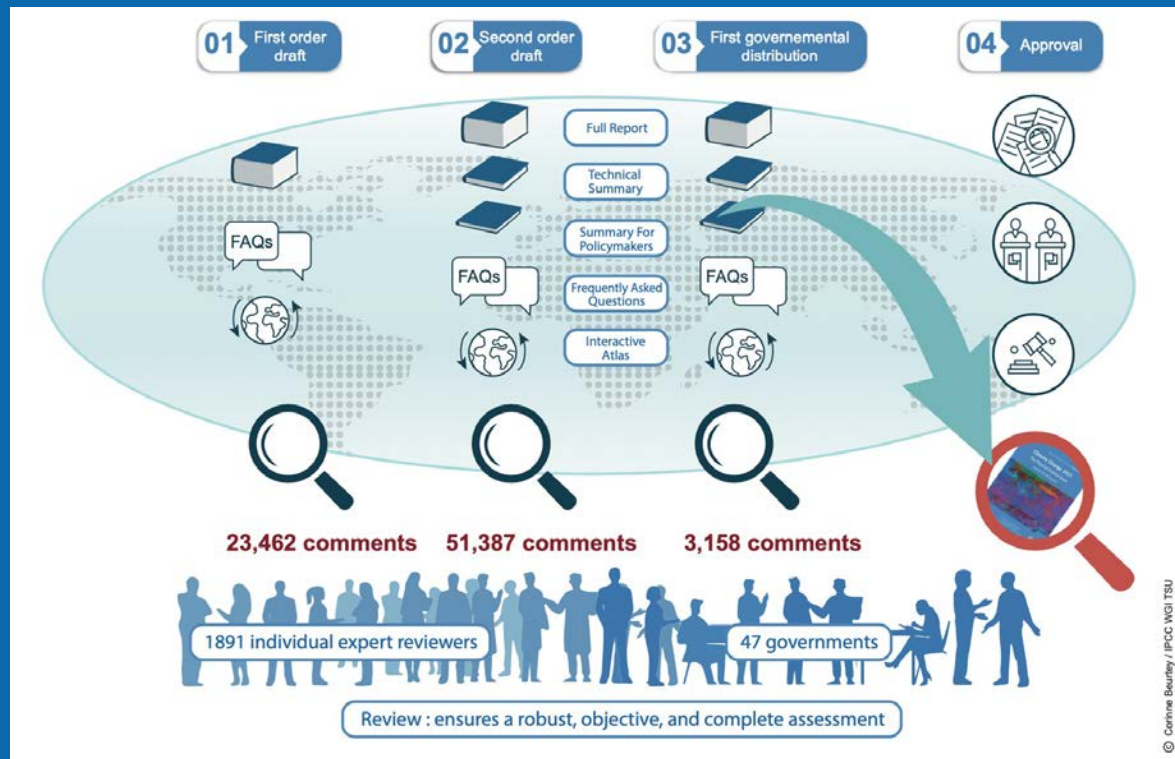 01
First order
draft
02
Second order
draft
03
First governemental
distribution
04
Approval
Full Report
Technical
Summary
Summary For
Policymakers
Frequently Asked
Questions
Interactive
Atlas
FAQs
FAQs
FAQs
23,462 comments
51,387 comments
3,158 comments
1891 individual expert reviewers
47 governments
Review : ensures a robust, objective, and complete assessment
© Corinne Beurtey / IPCC WGI TSU